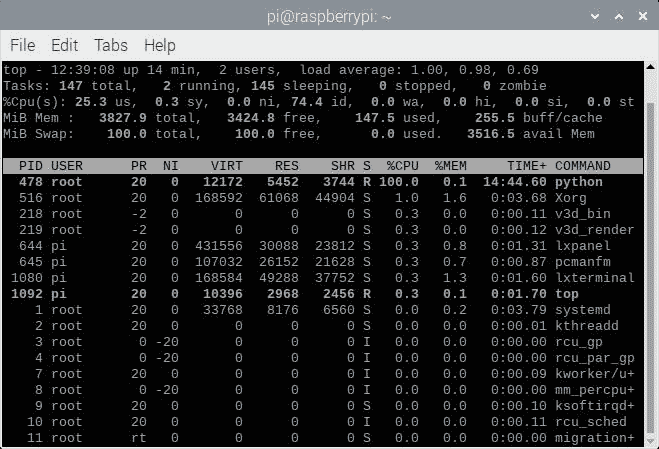 pi@raspberrypi: ~
File Edit Tabs Help
top - 12:39:08 up 14 min,  2 users,  load average: 1.00, 0.98, 0.69
Tasks: 147 total,   2 running, 145 sleeping,   0 stopped,   0 zombie
%Cpu(s): 25.3 us,  0.3 sy,  0.0 ni, 74.4 id,  0.0 wa,  0.0 hi,  0.0 si,  0.0 st
MiB Mem :   3827.9 total,   3424.8 free,    147.5 used,    255.5 buff/cache
MiB Swap:    100.0 total,    100.0 free,      0.0 used.   3516.5 avail Mem
PID USER      PR  NI    VIRT    RES    SHR S  %CPU  %MEM     TIME+ COMMAND
478 root      20   0   12172   5452   3744 R 100.0   0.1  14:44.60 python
516 root      20   0  168592  61068  44904 S   1.0   1.6   0:03.68 Xorg
218 root      -2   0       0      0      0 S   0.3   0.0   0:00.11 v3d_bin
219 root      -2   0       0      0      0 S   0.3   0.0   0:00.12 v3d_render
644 pi        20   0  431556  30088  23812 S   0.3   0.8   0:01.31 lxpanel
645 pi        20   0  107032  26152  21628 S   0.3   0.7   0:00.87 pcmanfm
1080 pi        20   0  168584  49288  37752 S   0.3   1.3   0:01.60 lxterminal
1092 pi        20   0   10396   2968   2456 R   0.3   0.1   0:01.70 top
1 root      20   0   33768   8176   6560 S   0.0   0.2   0:03.79 systemd
2 root      20   0       0      0      0 S   0.0   0.0   0:00.01 kthreadd
3 root       0 -20       0      0      0 I   0.0   0.0   0:00.00 rcu_gp
4 root       0 -20       0      0      0 I   0.0   0.0   0:00.00 rcu_par_gp
7 root      20   0       0      0      0 I   0.0   0.0   0:00.09 kworker/u+
8 root       0 -20       0      0      0 I   0.0   0.0   0:00.00 mm_percpu+
9 root      20   0       0      0      0 S   0.0   0.0   0:00.10 ksoftirqd+
10 root      20   0       0      0      0 I   0.0   0.0   0:00.11 rcu_sched
11 root      rt   0       0      0      0 S   0.0   0.0   0:00.00 migration+